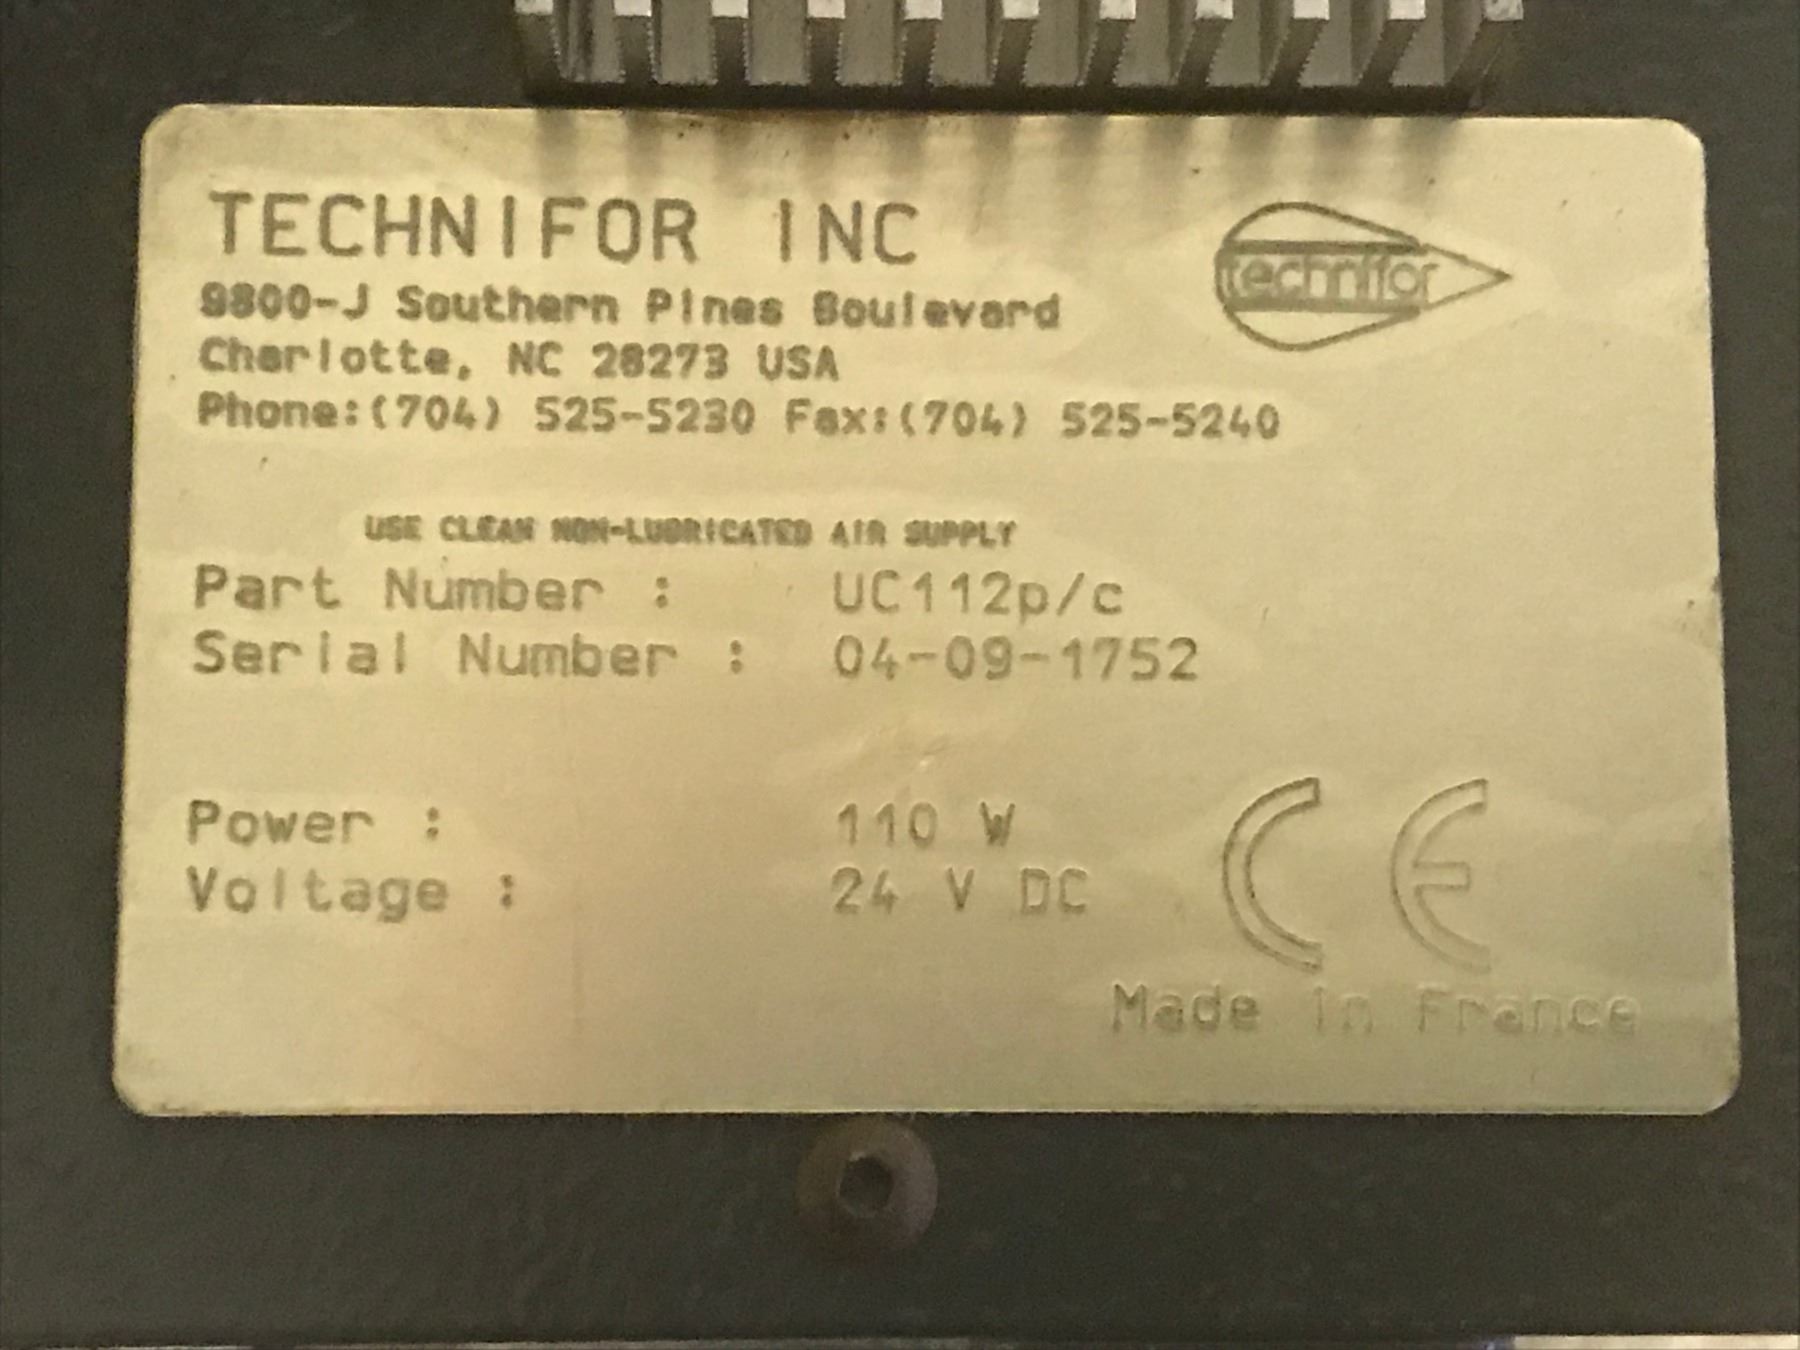 TECHNIFOR INC
technifor
9800-J Southern Pines Boulevard
Charlotte, NC 28273 USA
Phone:(704) 525-5230 Fax:(704) 525-5240
USE CLEAN NON-LUBRICATED AIR SUPPLY
Part Number : UC112p/c
Serial Number : 04-09-1752
Power : 110 W
Voltage : 24 V DC
CE
Made in France